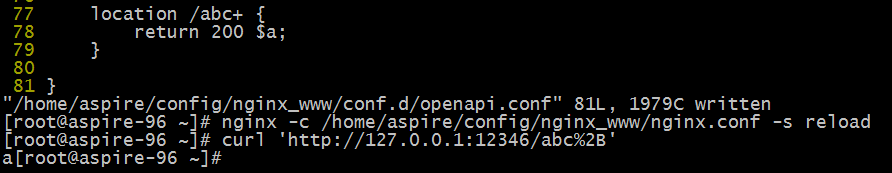 77     location /abc+ {
78         return 200 $a;
79     }
80
81 }
"/home/aspire/config/nginx_www/conf.d/openapi.conf" 81L, 1979C written
[root@aspire-96 ~]# nginx -c /home/aspire/config/nginx_www/nginx.conf -s reload
[root@aspire-96 ~]# curl 'http://127.0.0.1:12346/abc%2B'
a[root@aspire-96 ~]#